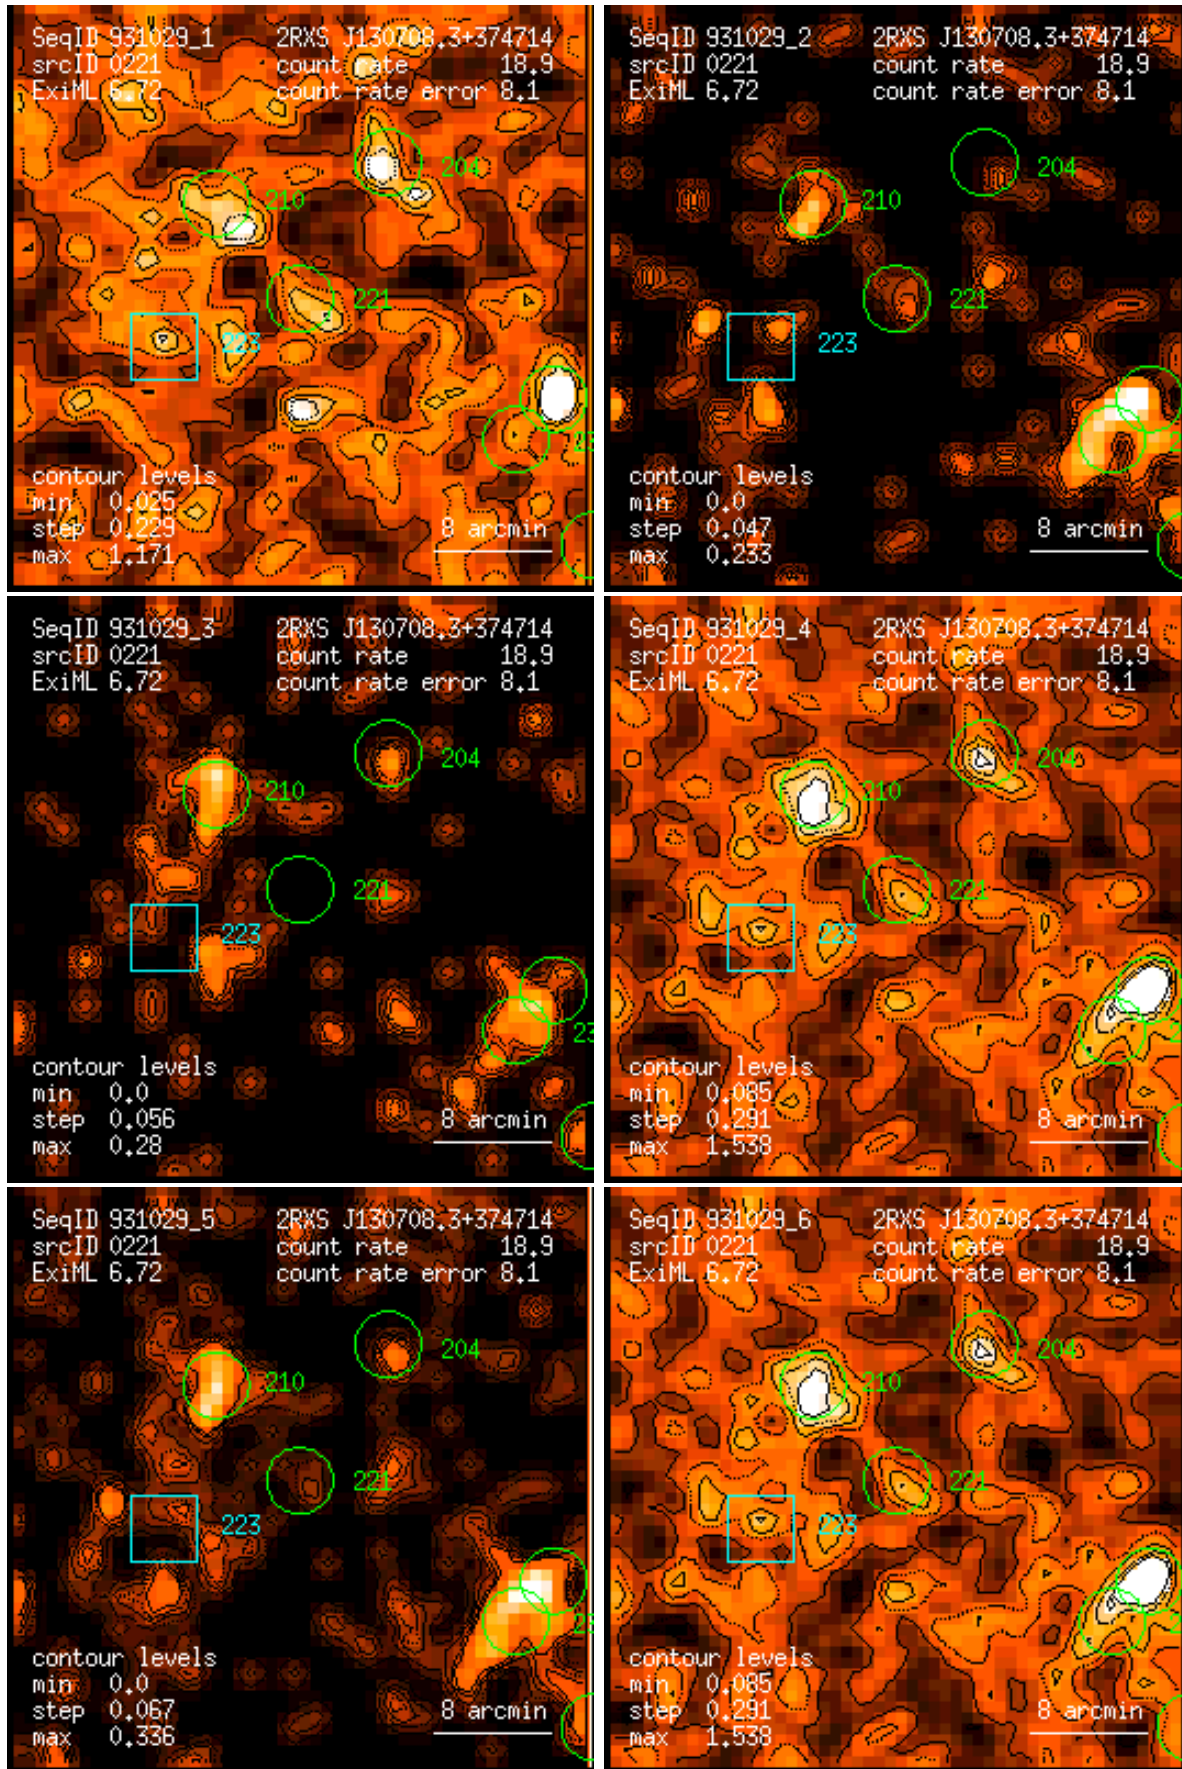 SeqID 931029_1 2RXS J130708.3+374714
srcID 0221 count rate 18.9
ExiML 6.72 count rate error 8.1
204
210
221
223
contour levels
min 0.025
step 0.229
max 1.171
8 arcmin
SeqID 931029_2 2RXS J130708.3+374714
srcID 0221 count rate 18.9
ExiML 6.72 count rate error 8.1
204
210
221
223
contour levels
min 0.0
step 0.047
max 0.233
8 arcmin
SeqID 931029_3 2RXS J130708.3+374714
srcID 0221 count rate 18.9
ExiML 6.72 count rate error 8.1
204
210
221
223
contour levels
min 0.0
step 0.056
max 0.28
8 arcmin
SeqID 931029_4 2RXS J130708.3+374714
srcID 0221 count rate 18.9
ExiML 6.72 count rate error 8.1
204
210
221
223
contour levels
min 0.085
step 0.291
max 1.538
8 arcmin
SeqID 931029_5 2RXS J130708.3+374714
srcID 0221 count rate 18.9
ExiML 6.72 count rate error 8.1
204
210
221
223
contour levels
min 0.0
step 0.067
max 0.336
8 arcmin
SeqID 931029_6 2RXS J130708.3+374714
srcID 0221 count rate 18.9
ExiML 6.72 count rate error 8.1
204
210
221
223
contour levels
min 0.085
step 0.291
max 1.538
8 arcmin